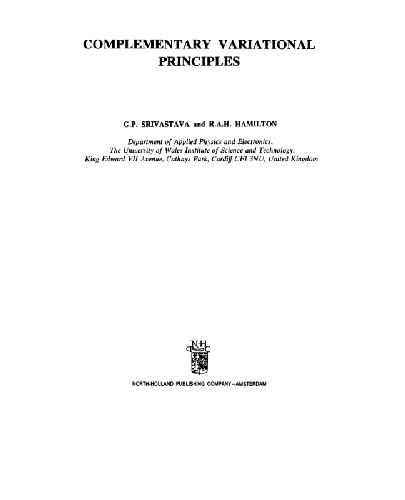 COMPLEMENTARY VARIATIONAL
PRINCIPLES
G.P. SRIVASTAVA and R.A.H. HAMILTON
Department of Applied Physics and Electronics,
The University of Wales Institute of Science and Technology,
King Edward VII Avenue, Cathays Park, Cardiff CF1 3NU, United Kingdom
N H
NORTH-HOLLAND PUBLISHING COMPANY – AMSTERDAM